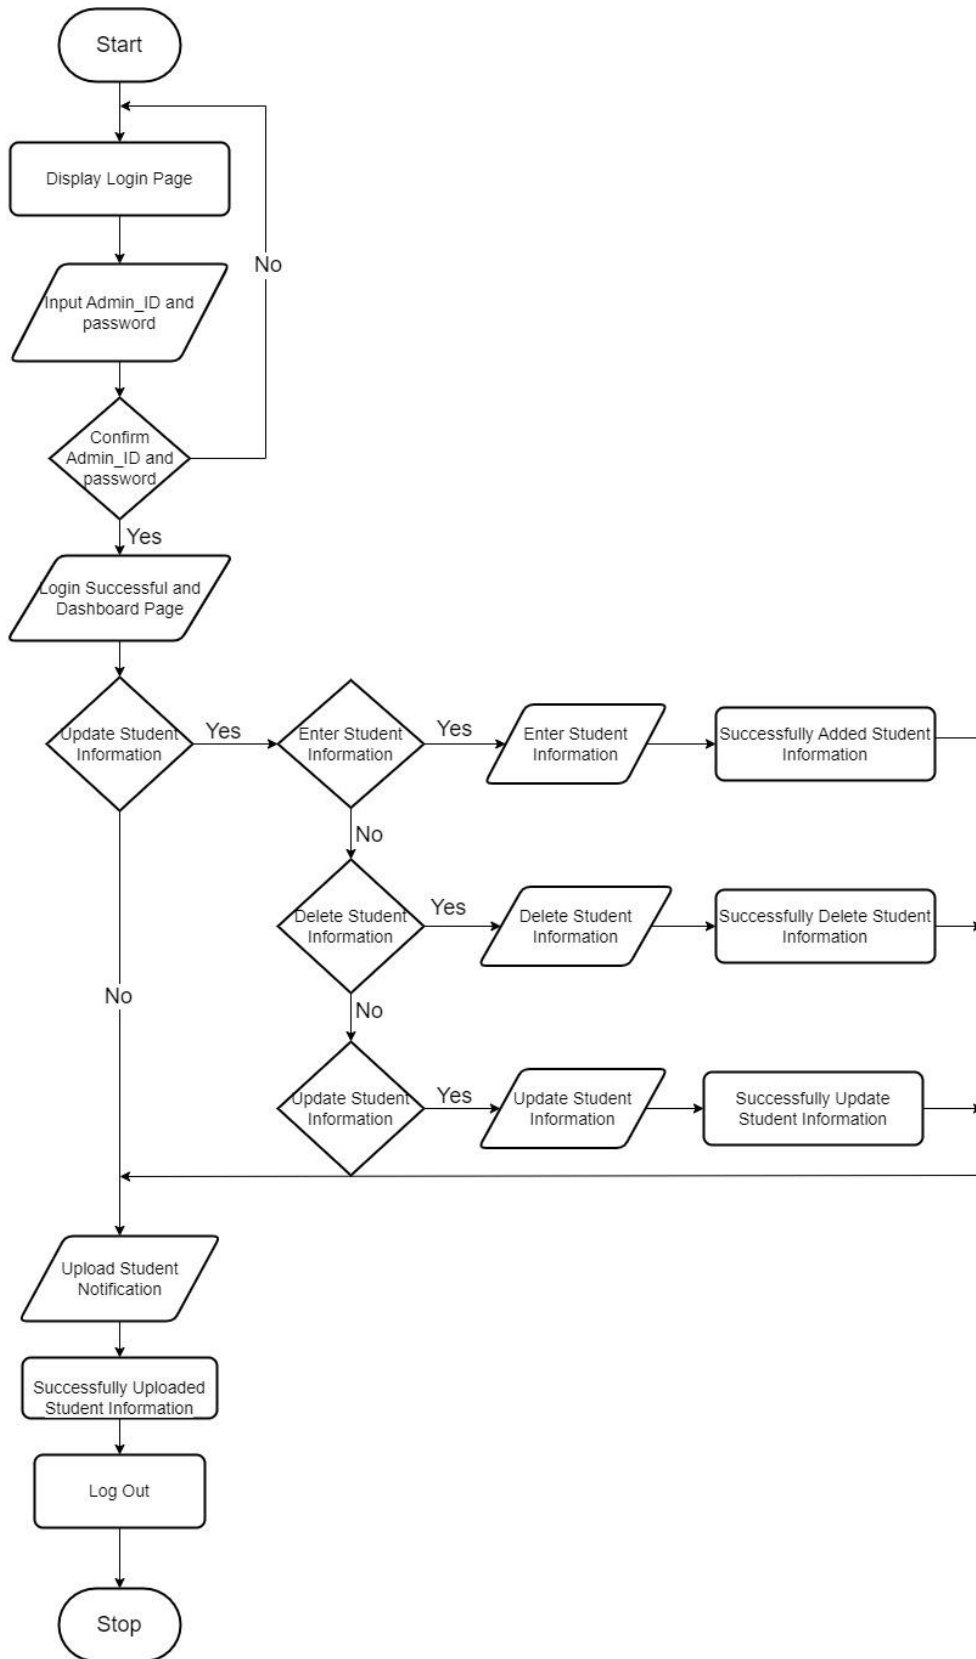 Start
Display Login Page
No
Input Admin_ID and
password
Confirm
Admin_ID and
password
Yes
Login Successful and
Dashboard Page
Update Student
Information
Yes
Enter Student
Information
Yes
Enter Student
Information
Successfully Added Student
Information
No
Delete Student
Information
Yes
Delete Student
Information
Successfully Delete Student
Information
No
No
Update Student
Information
Yes
Update Student
Information
Successfully Update
Student Information
Upload Student
Notification
Successfully Uploaded
Student Information
Log Out
Stop